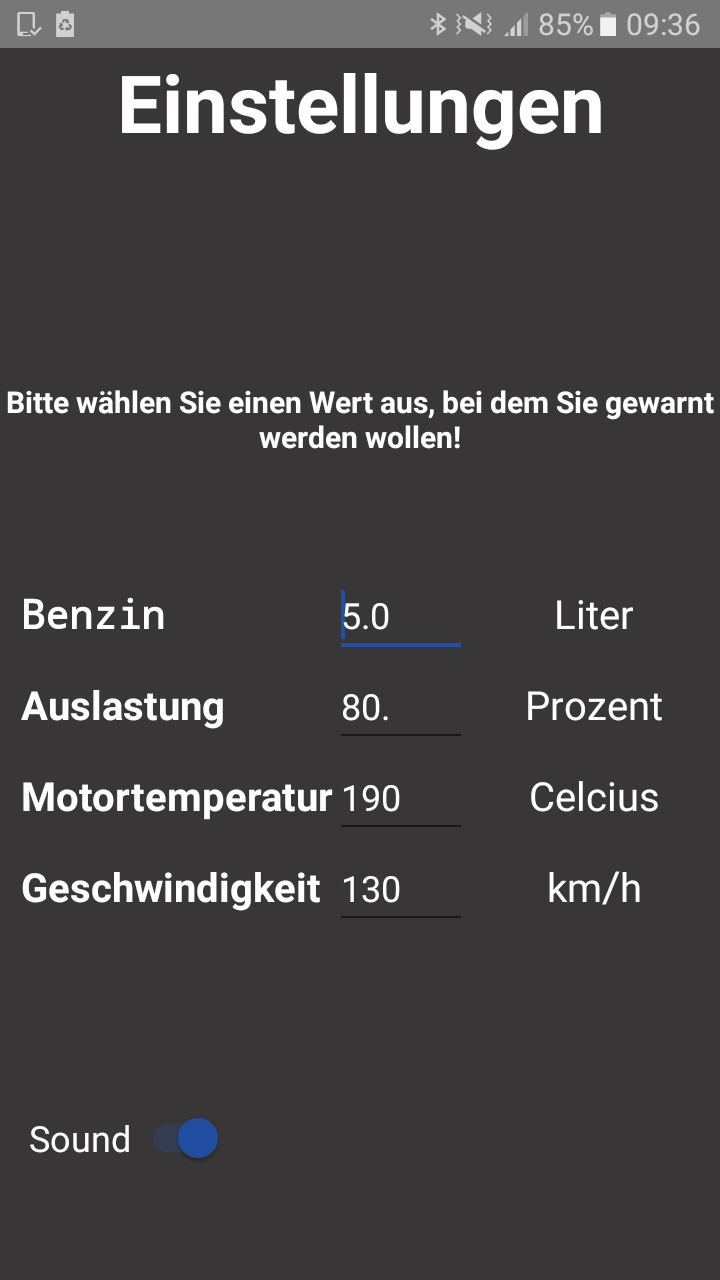 85% 09:36
Einstellungen
Bitte wählen Sie einen Wert aus, bei dem Sie gewarnt
werden wollen!
Benzin 5.0 Liter
Auslastung 80. Prozent
Motortemperatur 190 Celcius
Geschwindigkeit 130 km/h
Sound